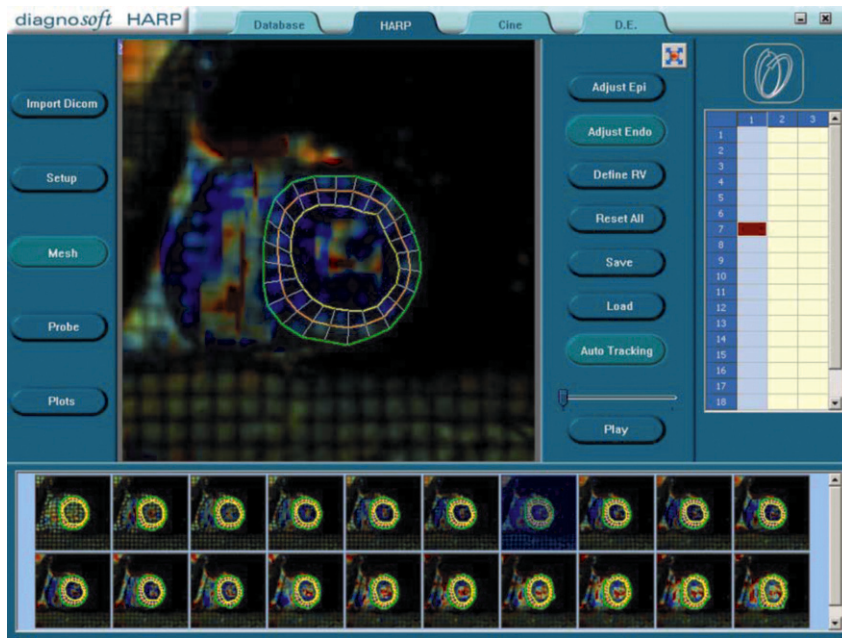 diagnosoft HARP
Database
HARP
Cine
D.E.
Import Dicom
Setup
Mesh
Probe
Plots
Adjust Epi
Adjust Endo
Define RV
Reset All
Save
Load
Auto Tracking
Play
1 2 3
1
2
3
4
5
6
7
8
9
10
11
12
13
14
15
16
17
18